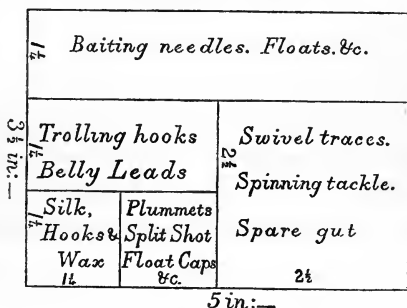 1¼ Baiting needles. Floats. &c.
3½ in:—
1¼ Trolling hooks
Belly Leads
2½ Swivel traces.
Spinning tackle.
Spare gut
2½
1¼ Silk,
Hooks &
Wax
1¼
Plummets
Split Shot
Float Caps
&c.
5 in:—